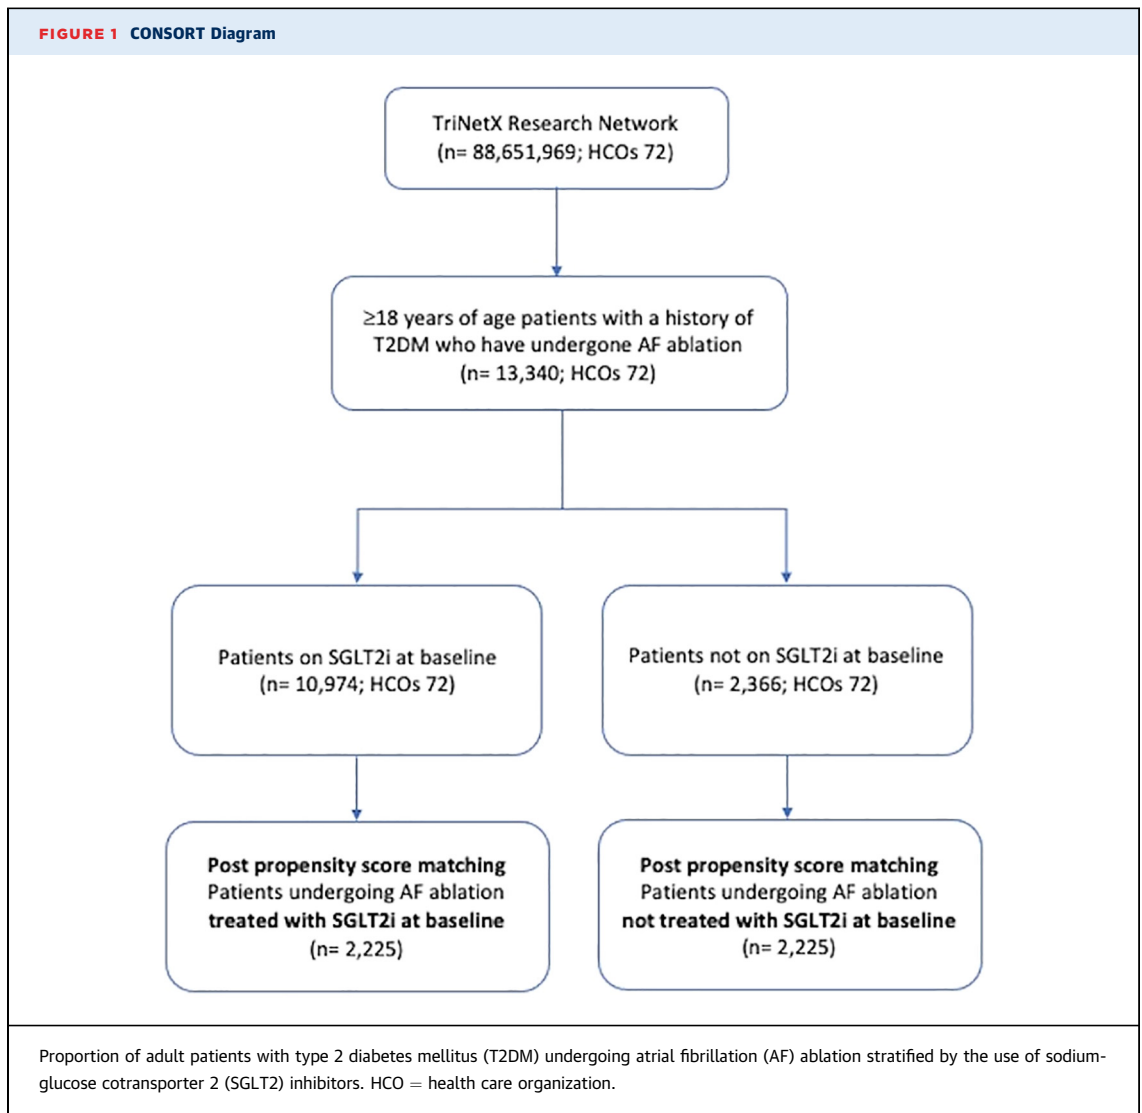 FIGURE 1 CONSORT Diagram
TriNetX Research Network
(n= 88,651,969; HCOs 72)
≥18 years of age patients with a history of
T2DM who have undergone AF ablation
(n= 13,340; HCOs 72)
Patients on SGLT2i at baseline
(n= 10,974; HCOs 72)
Patients not on SGLT2i at baseline
(n= 2,366; HCOs 72)
Post propensity score matching
Patients undergoing AF ablation
treated with SGLT2i at baseline
(n= 2,225)
Post propensity score matching
Patients undergoing AF ablation
not treated with SGLT2i at baseline
(n= 2,225)
Proportion of adult patients with type 2 diabetes mellitus (T2DM) undergoing atrial fibrillation (AF) ablation stratified by the use of sodium-
glucose cotransporter 2 (SGLT2) inhibitors. HCO = health care organization.